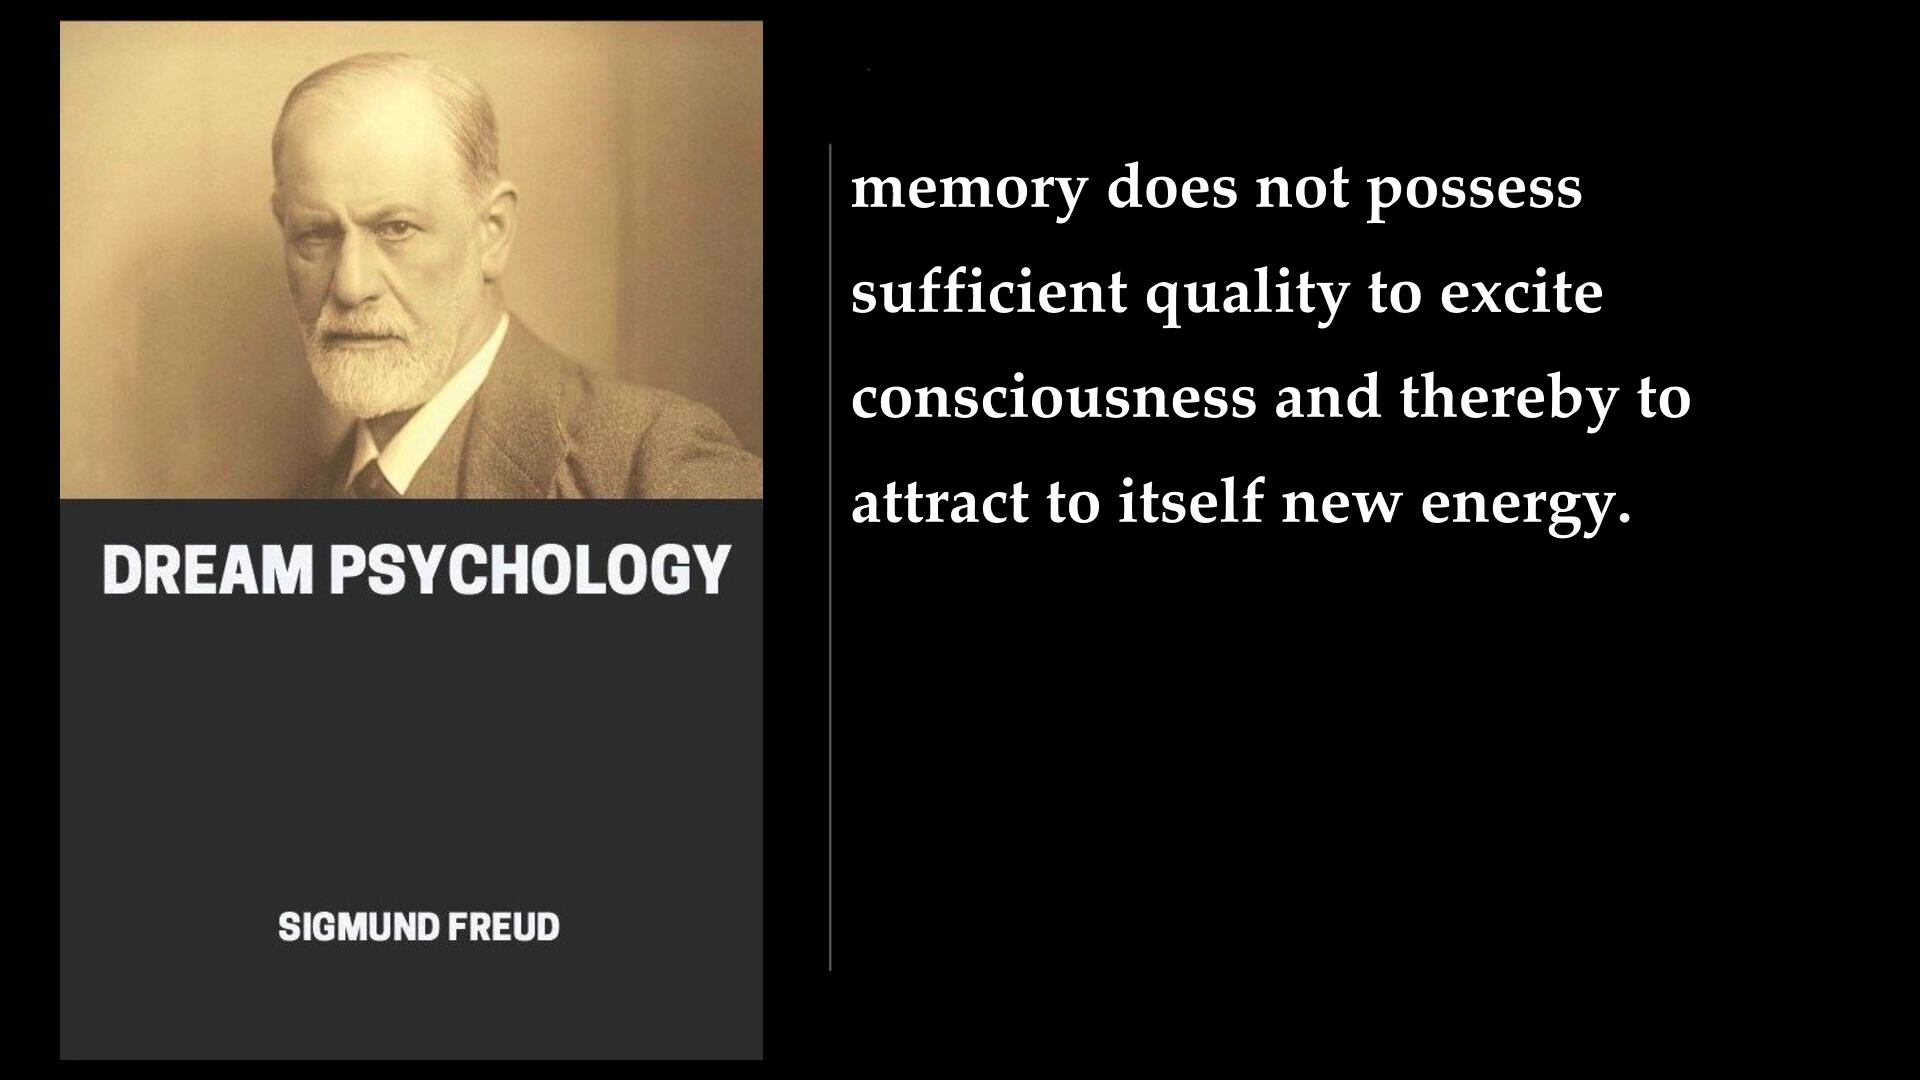 DREAM PSYCHOLOGY
SIGMUND FREUD
memory does not possess
sufficient quality to excite
consciousness and thereby to
attract to itself new energy.